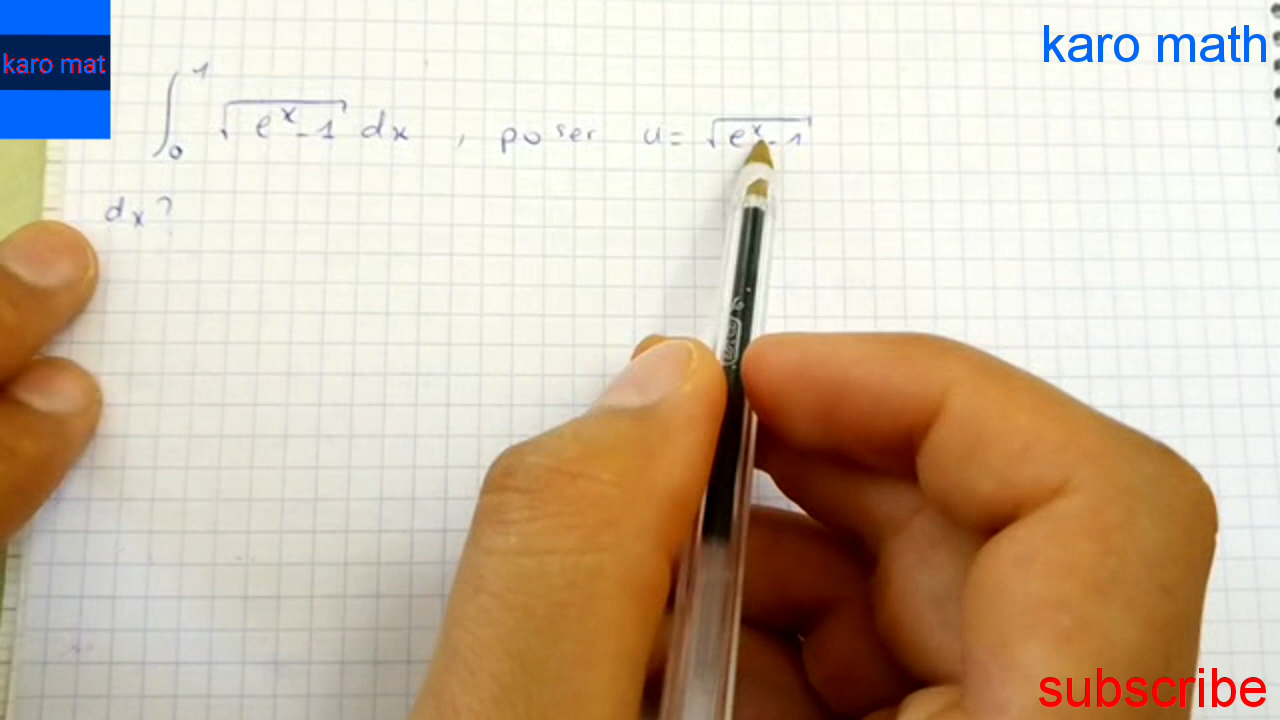 karo mat
karo math
∫₀¹ √(eˣ-1) dx , poser u = √(eˣ-1)
dx ?
subscribe